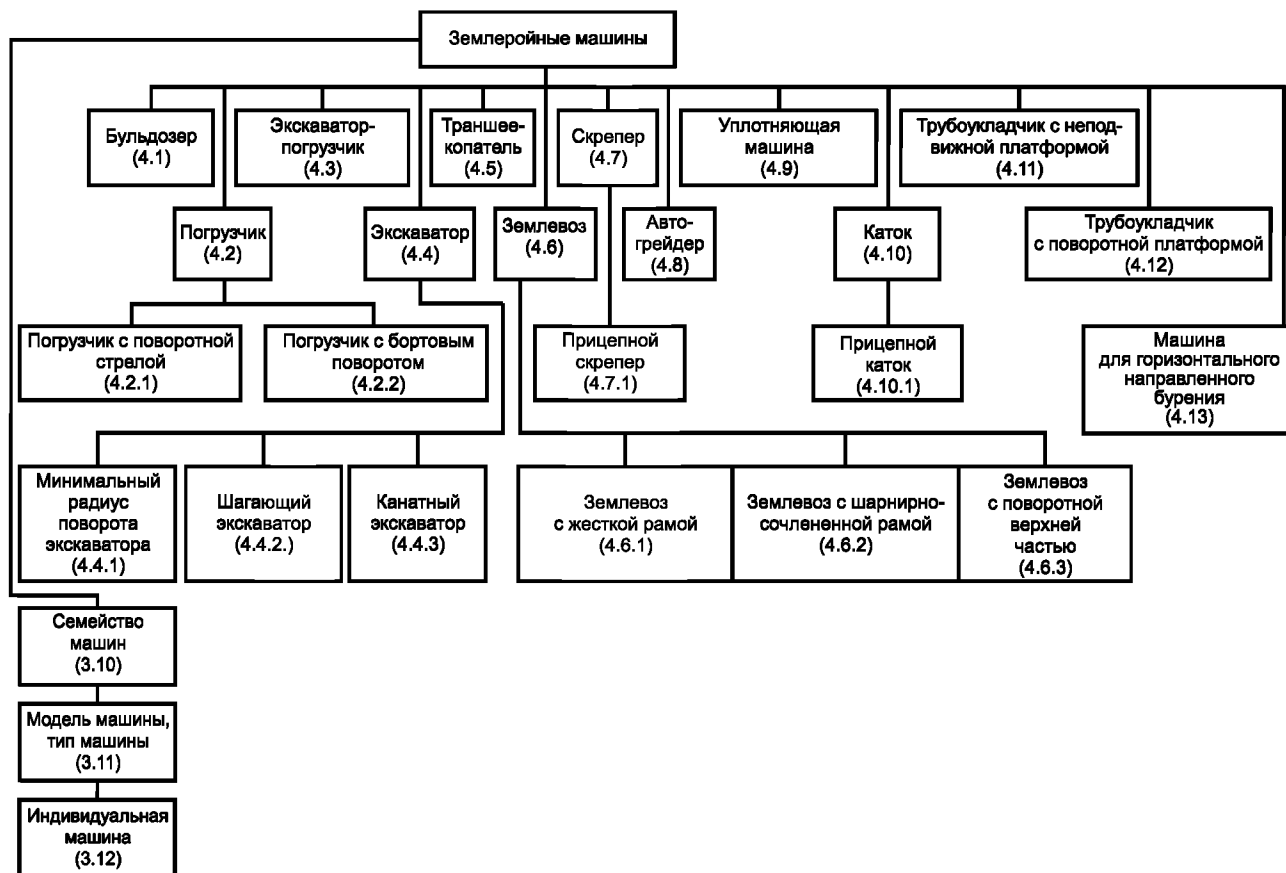 Землеройные машины
Бульдозер
(4.1)
Экскаватор-
погрузчик
(4.3)
Траншее-
копатель
(4.5)
Скрепер
(4.7)
Уплотняющая
машина
(4.9)
Трубоукладчик с непод-
вижной платформой
(4.11)
Погрузчик
(4.2)
Экскаватор
(4.4)
Землевоз
(4.6)
Авто-
грейдер
(4.8)
Каток
(4.10)
Трубоукладчик
с поворотной платформой
(4.12)
Погрузчик с поворотной
стрелой
(4.2.1)
Погрузчик с бортовым
поворотом
(4.2.2)
Прицепной
скрепер
(4.7.1)
Прицепной
каток
(4.10.1)
Машина
для горизонтального
направленного
бурения
(4.13)
Минимальный
радиус
поворота
экскаватора
(4.4.1)
Шагающий
экскаватор
(4.4.2.)
Канатный
экскаватор
(4.4.3)
Землевоз
с жесткой рамой
(4.6.1)
Землевоз с шарнирно-
сочлененной рамой
(4.6.2)
Землевоз
с поворотной
верхней
частью
(4.6.3)
Семейство
машин
(3.10)
Модель машины,
тип машины
(3.11)
Индивидуальная
машина
(3.12)